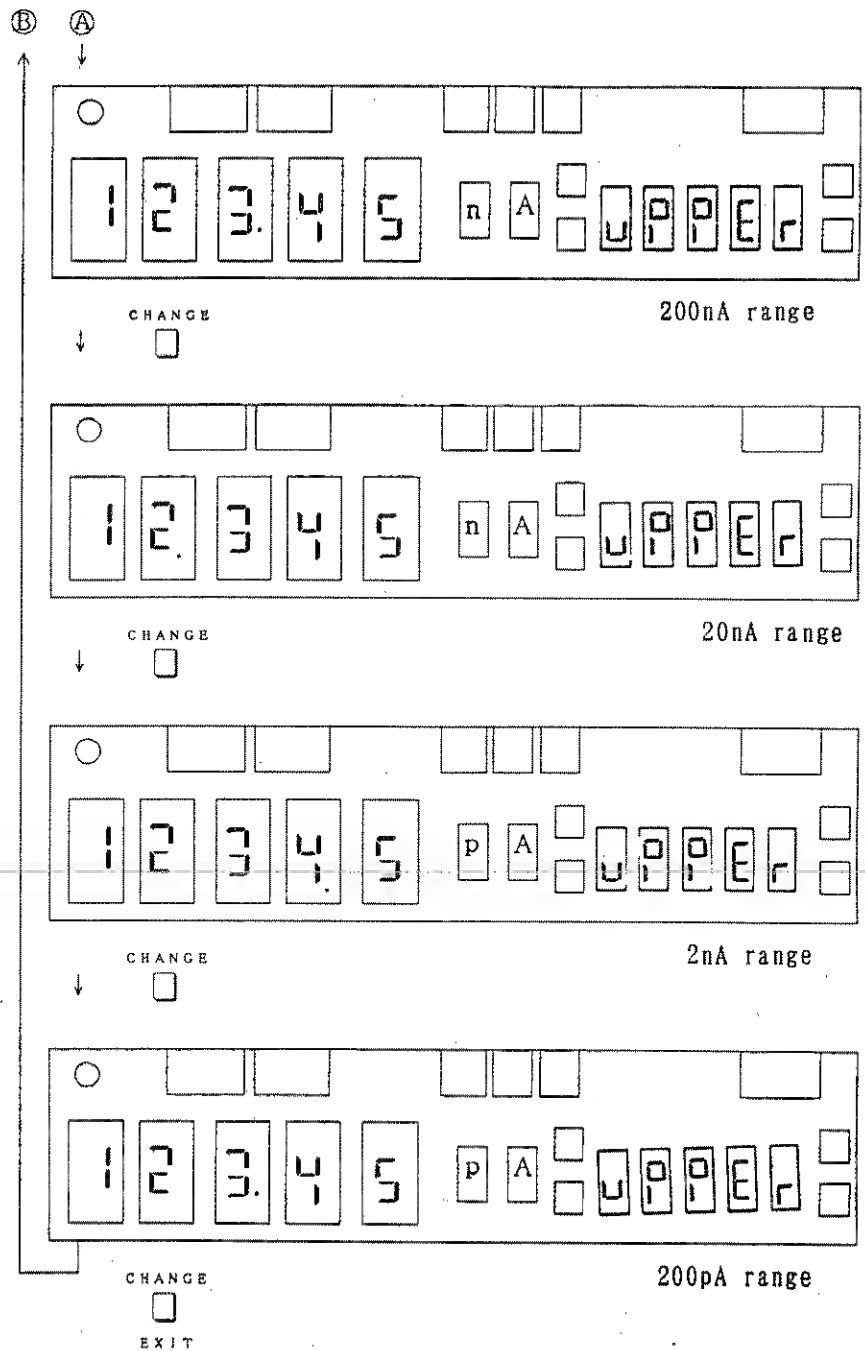 Ⓑ Ⓐ
1 2 3. 4 5 n A uPPEr
200nA range
CHANGE
1 2. 3 4 5 n A uPPEr
20nA range
CHANGE
1 2 3 4. 5 p A uPPEr
2nA range
CHANGE
1 2 3. 4 5 p A uPPEr
200pA range
CHANGE
EXIT